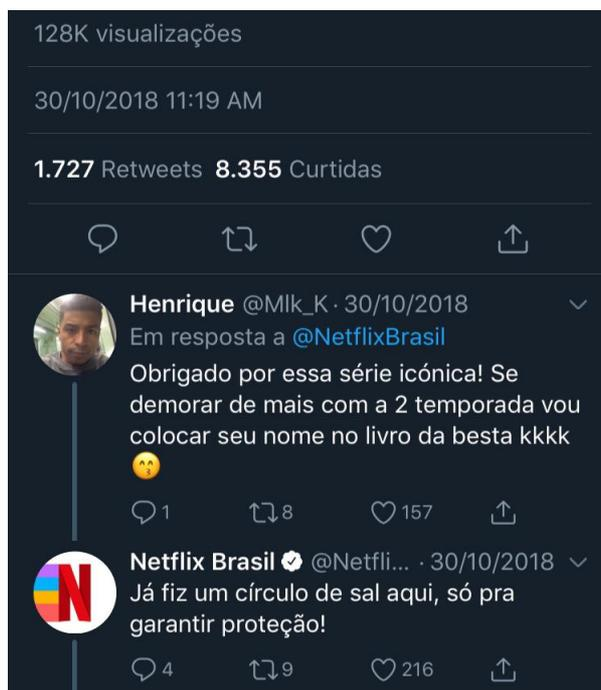 128K visualizações
30/10/2018 11:19 AM
1.727 Retweets 8.355 Curtidas
Henrique @Mlk_K · 30/10/2018
Em resposta a @NetflixBrasil
Obrigado por essa série icónica! Se
demorar de mais com a 2 temporada vou
colocar seu nome no livro da besta kkkk
😙
1 8 157
Netflix Brasil @Netfli... · 30/10/2018
N
Já fiz um círculo de sal aqui, só pra
garantir proteção!
4 9 216